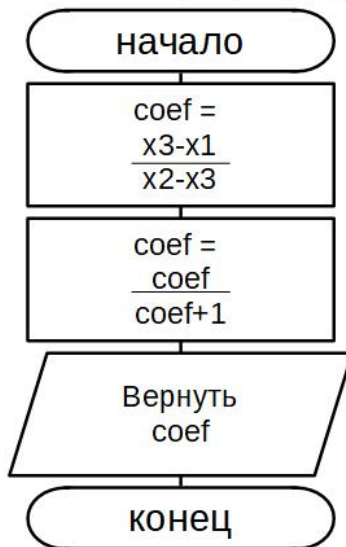 начало
coef =
x3-x1
x2-x3
coef =
coef
coef+1
Вернуть
coef
конец